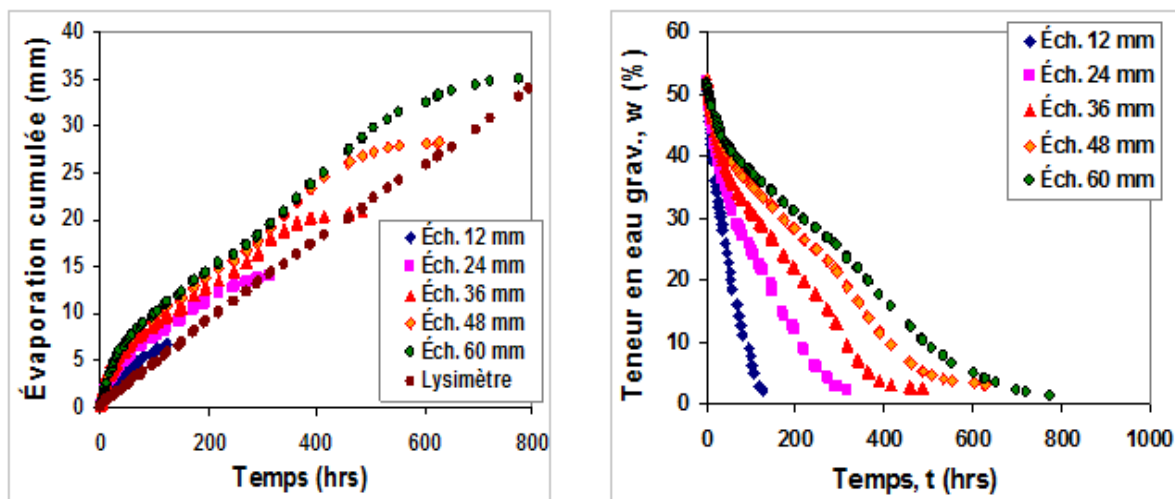 Évaporation cumulée (mm)
40
35
30
25
20
15
10
5
0
0 200 400 600 800
Temps (hrs)
Éch. 12 mm
Éch. 24 mm
Éch. 36 mm
Éch. 48 mm
Éch. 60 mm
Lysimètre
Teneur en eau grav., w (%)
60
50
40
30
20
10
0
0 200 400 600 800 1000
Temps, t (hrs)
Éch. 12 mm
Éch. 24 mm
Éch. 36 mm
Éch. 48 mm
Éch. 60 mm